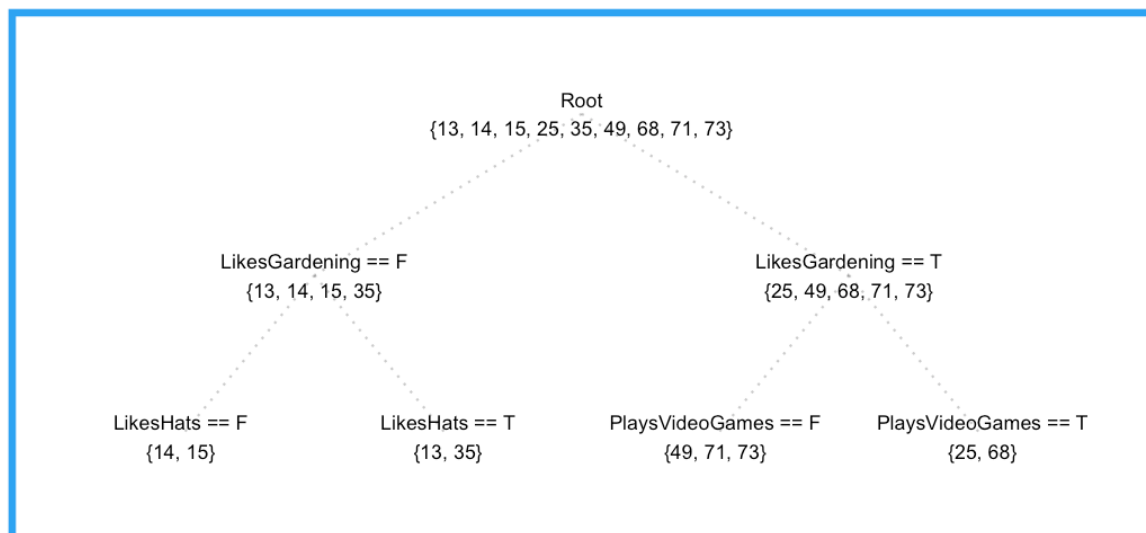 Root
{13, 14, 15, 25, 35, 49, 68, 71, 73}
LikesGardening == F
{13, 14, 15, 35}
LikesGardening == T
{25, 49, 68, 71, 73}
LikesHats == F
{14, 15}
LikesHats == T
{13, 35}
PlaysVideoGames == F
{49, 71, 73}
PlaysVideoGames == T
{25, 68}